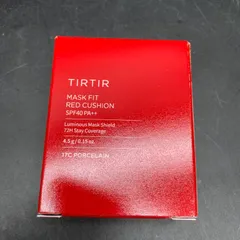 TIRTIR
MASK FIT
RED CUSHION
SPF40 PA++
Luminous Mask Shield
72H Stay Coverage
4.5 g / 0.15 oz.
17C PORCELAIN